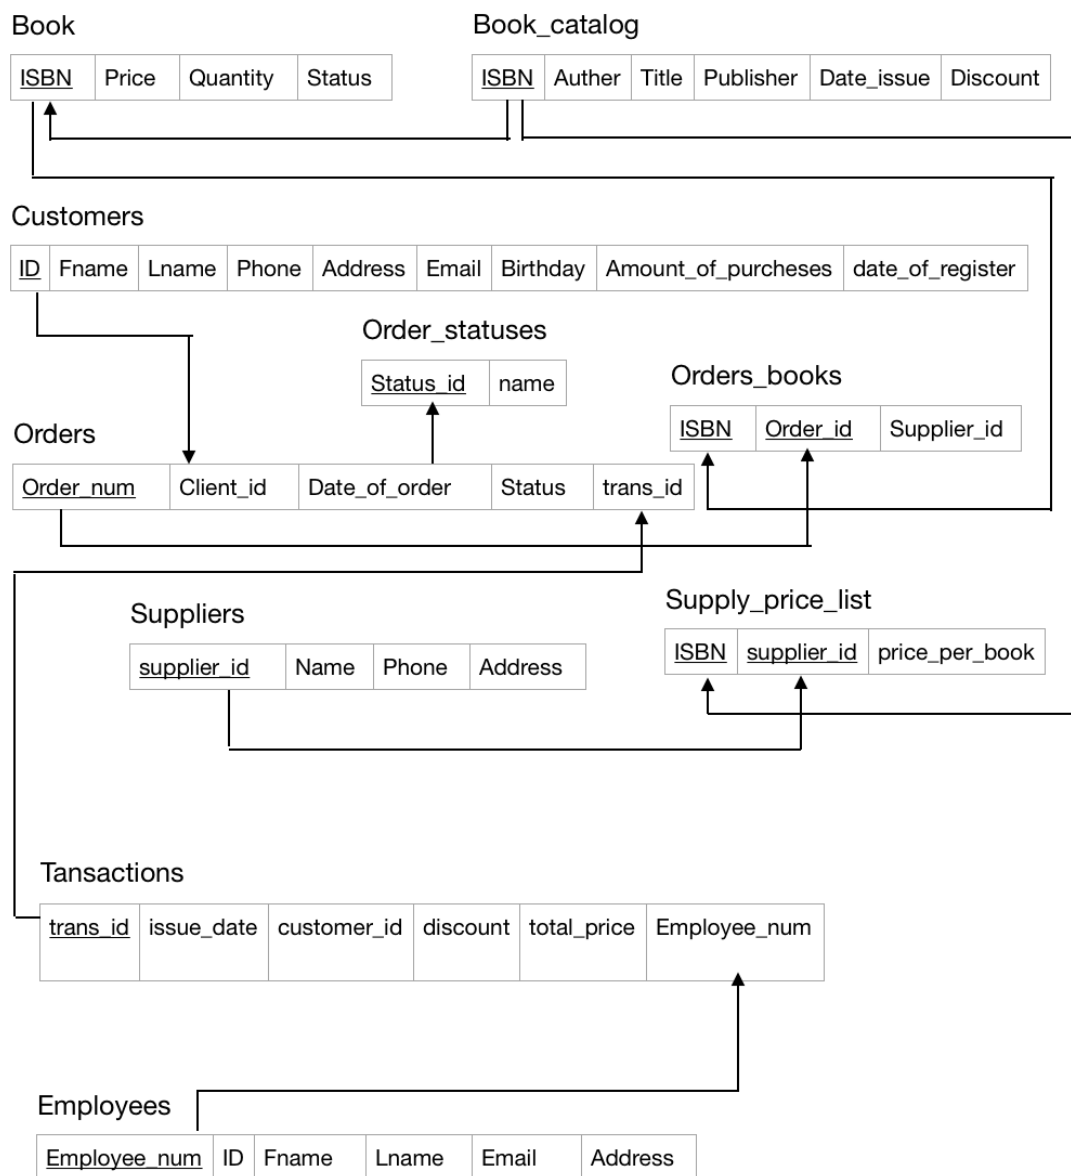 Book
ISBN Price Quantity Status
Book_catalog
ISBN Auther Title Publisher Date_issue Discount
Customers
ID Fname Lname Phone Address Email Birthday Amount_of_purcheses date_of_register
Order_statuses
Status_id name
Orders_books
ISBN Order_id Supplier_id
Orders
Order_num Client_id Date_of_order Status trans_id
Suppliers
supplier_id Name Phone Address
Supply_price_list
ISBN supplier_id price_per_book
Tansactions
trans_id issue_date customer_id discount total_price Employee_num
Employees
Employee_num ID Fname Lname Email Address